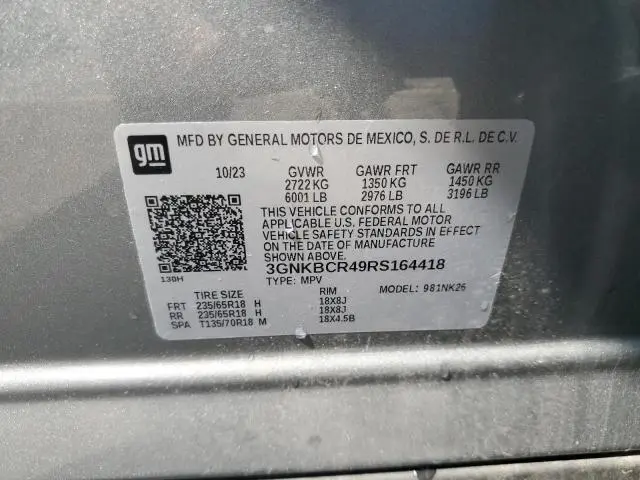 gm
MFD BY GENERAL MOTORS DE MEXICO, S. DE R.L. DE C.V.
10/23 GVWR GAWR FRT GAWR RR
2722 KG 1350 KG 1450 KG
6001 LB 2976 LB 3196 LB
THIS VEHICLE CONFORMS TO ALL
APPLICABLE U.S. FEDERAL MOTOR
VEHICLE SAFETY STANDARDS IN EFFECT
ON THE DATE OF MANUFACTURE
SHOWN ABOVE.
3GNKBCR49RS164418
130H
TYPE: MPV
TIRE SIZE RIM MODEL: 981NK26
FRT 235/65R18 H 18X8J
RR 235/65R18 H 18X8J
SPA T135/70R18 M 18X4.5B